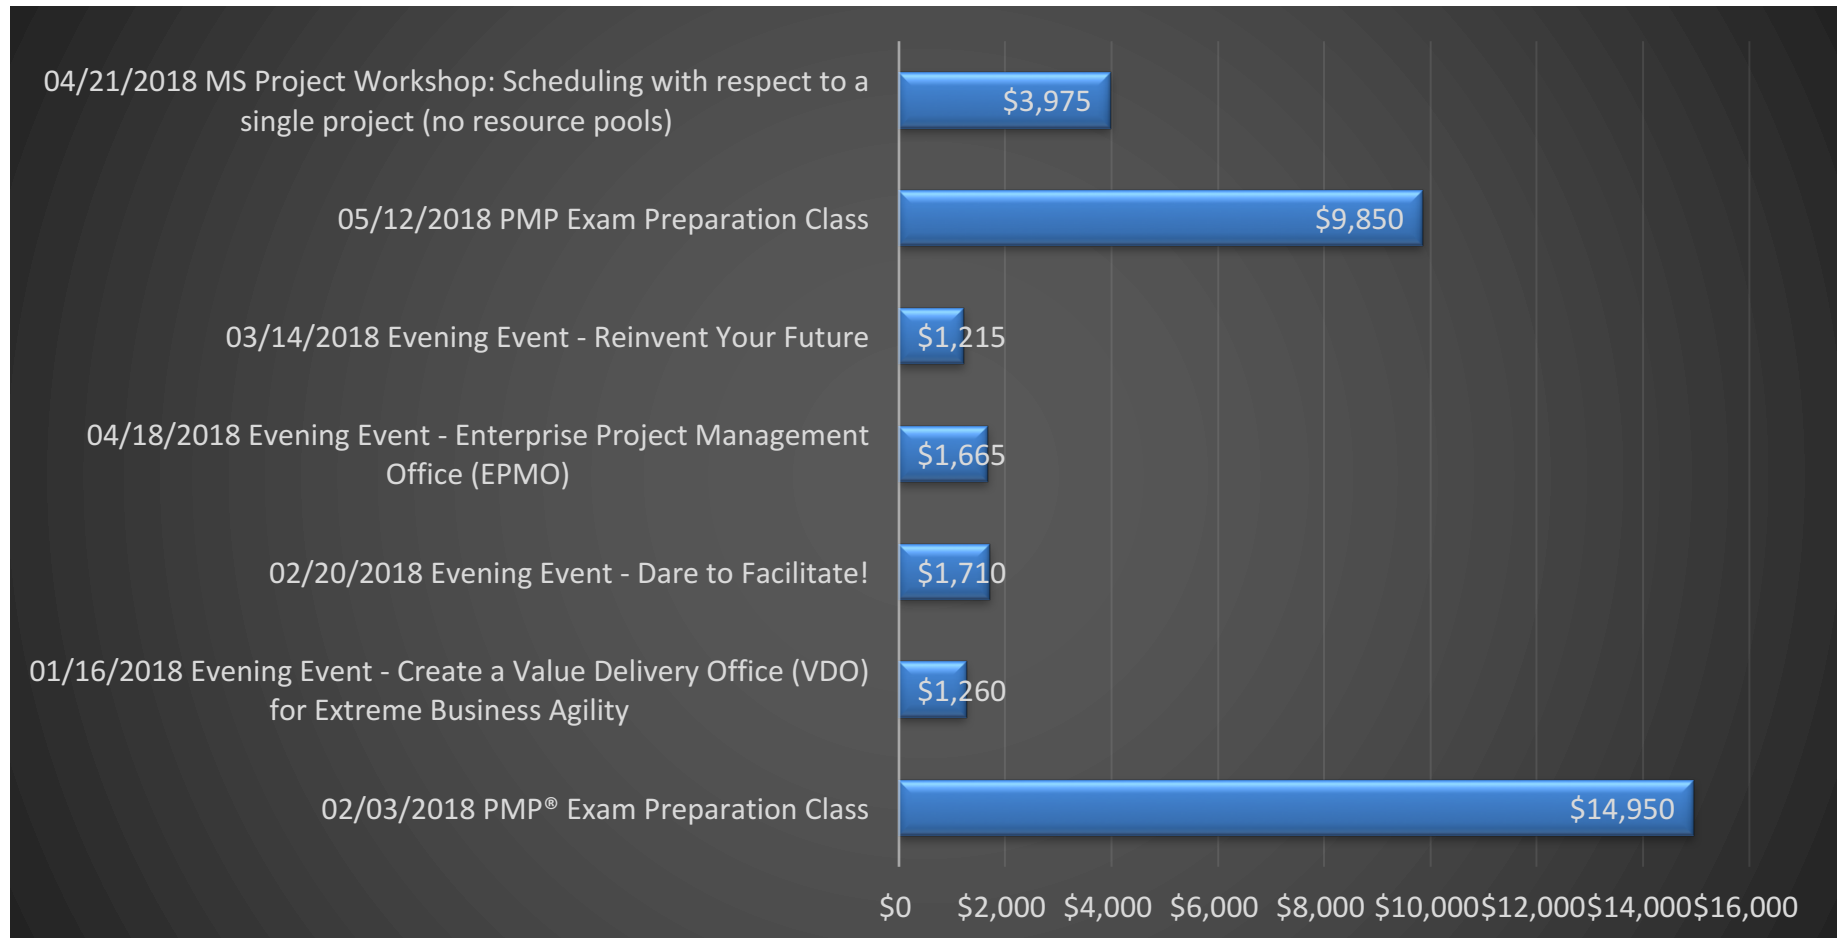 04/21/2018 MS Project Workshop: Scheduling with respect to a
single project (no resource pools)
$3,975
05/12/2018 PMP Exam Preparation Class
$9,850
03/14/2018 Evening Event - Reinvent Your Future
$1,215
04/18/2018 Evening Event - Enterprise Project Management
Office (EPMO)
$1,665
02/20/2018 Evening Event - Dare to Facilitate!
$1,710
01/16/2018 Evening Event - Create a Value Delivery Office (VDO)
for Extreme Business Agility
$1,260
02/03/2018 PMP® Exam Preparation Class
$14,950
$0 $2,000 $4,000 $6,000 $8,000 $10,000 $12,000 $14,000 $16,000